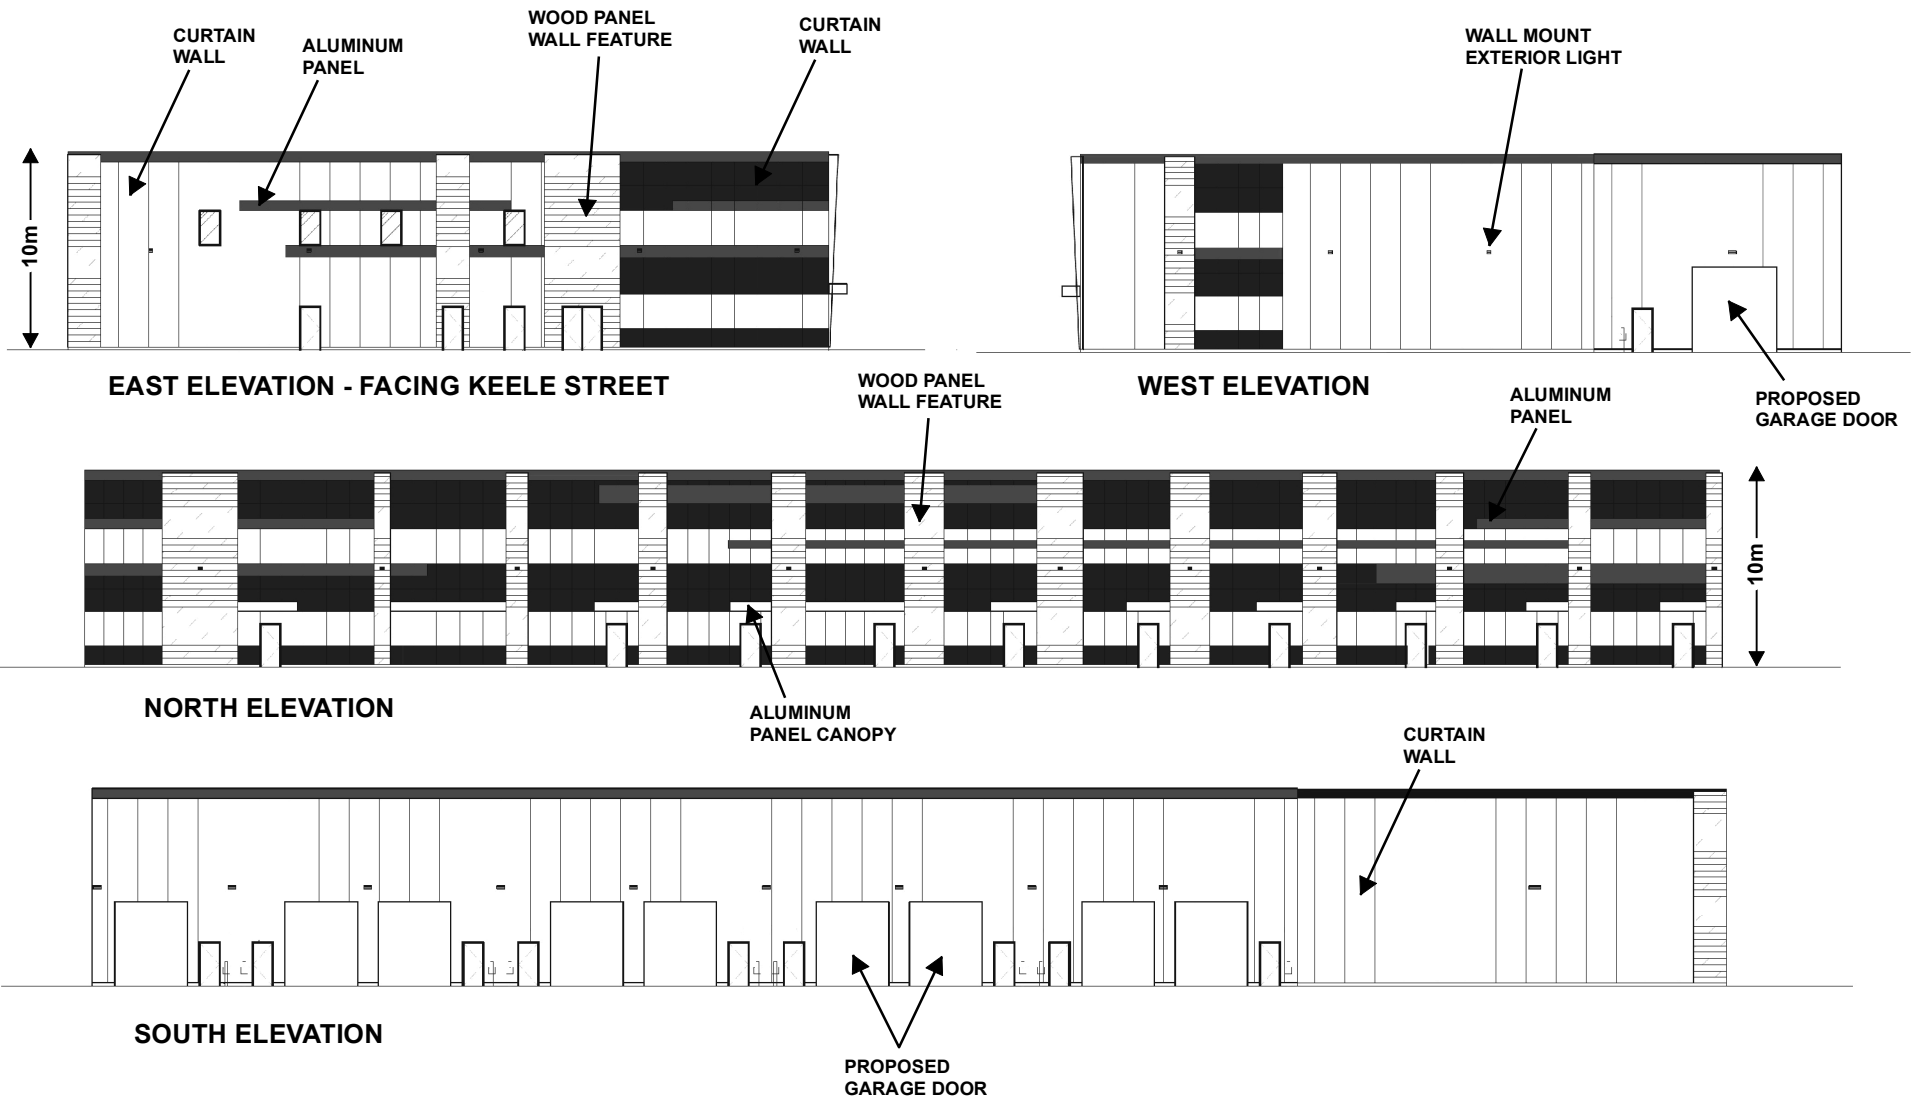 CURTAIN
WALL
ALUMINUM
PANEL
WOOD PANEL
WALL FEATURE
CURTAIN
WALL
WALL MOUNT
EXTERIOR LIGHT
10m
EAST ELEVATION - FACING KEELE STREET
WEST ELEVATION
PROPOSED
GARAGE DOOR
WOOD PANEL
WALL FEATURE
ALUMINUM
PANEL
10m
NORTH ELEVATION
ALUMINUM
PANEL CANOPY
CURTAIN
WALL
SOUTH ELEVATION
PROPOSED
GARAGE DOOR